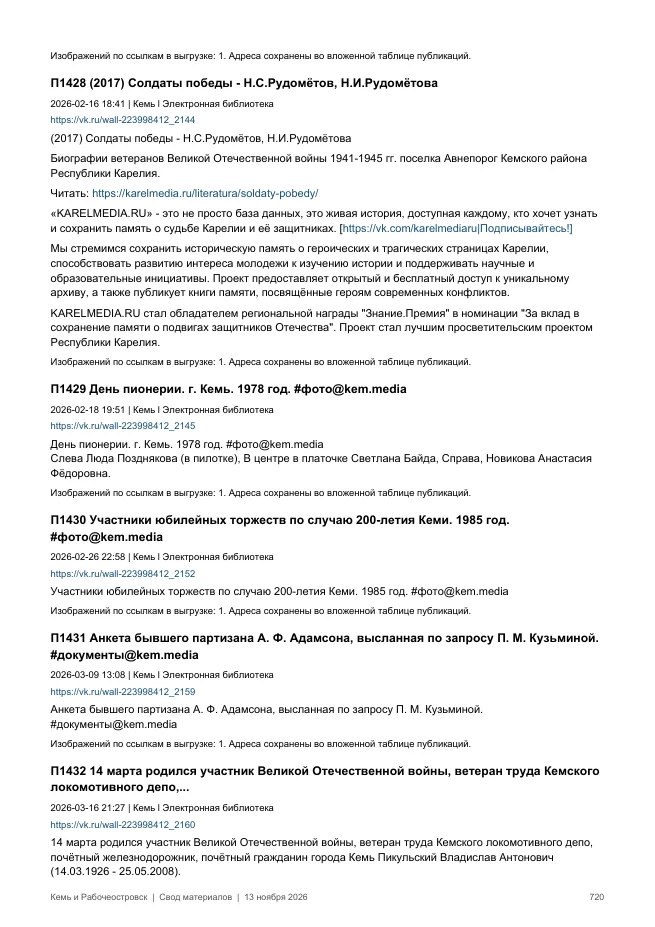 Изображений по ссылкам в выгрузке: 1. Адреса сохранены во вложенной таблице публикаций.
П1428 (2017) Солдаты победы - Н.С.Рудомётов, Н.И.Рудомётова
2026-02-16 18:41 | Кемь I Электронная библиотека
https://vk.ru/wall-223998412_2144
(2017) Солдаты победы - Н.С.Рудомётов, Н.И.Рудомётова
Биографии ветеранов Великой Отечественной войны 1941-1945 гг. поселка Авнепорог Кемского района
Республики Карелия.
Читать: https://karelmedia.ru/literatura/soldaty-pobedy/
«KARELMEDIA.RU» - это не просто база данных, это живая история, доступная каждому, кто хочет узнать
и сохранить память о судьбе Карелии и её защитниках. [https://vk.com/karelmediaru|Подписывайтесь!]
Мы стремимся сохранить историческую память о героических и трагических страницах Карелии,
способствовать развитию интереса молодежи к изучению истории и поддерживать научные и
образовательные инициативы. Проект предоставляет открытый и бесплатный доступ к уникальному
архиву, а также публикует книги памяти, посвящённые героям современных конфликтов.
KARELMEDIA.RU стал обладателем региональной награды "Знание.Премия" в номинации "За вклад в
сохранение памяти о подвигах защитников Отечества". Проект стал лучшим просветительским проектом
Республики Карелия.
Изображений по ссылкам в выгрузке: 1. Адреса сохранены во вложенной таблице публикаций.
П1429 День пионерии. г. Кемь. 1978 год. #фото@kem.media
2026-02-18 19:51 | Кемь I Электронная библиотека
https://vk.ru/wall-223998412_2145
День пионерии. г. Кемь. 1978 год. #фото@kem.media
Слева Люда Позднякова (в пилотке), В центре в платочке Светлана Байда, Справа, Новикова Анастасия
Фёдоровна.
Изображений по ссылкам в выгрузке: 1. Адреса сохранены во вложенной таблице публикаций.
П1430 Участники юбилейных торжеств по случаю 200-летия Кеми. 1985 год.
#фото@kem.media
2026-02-26 22:58 | Кемь I Электронная библиотека
https://vk.ru/wall-223998412_2152
Участники юбилейных торжеств по случаю 200-летия Кеми. 1985 год. #фото@kem.media
Изображений по ссылкам в выгрузке: 1. Адреса сохранены во вложенной таблице публикаций.
П1431 Анкета бывшего партизана А. Ф. Адамсона, высланная по запросу П. М. Кузьминой.
#документы@kem.media
2026-03-09 13:08 | Кемь I Электронная библиотека
https://vk.ru/wall-223998412_2159
Анкета бывшего партизана А. Ф. Адамсона, высланная по запросу П. М. Кузьминой.
#документы@kem.media
Изображений по ссылкам в выгрузке: 1. Адреса сохранены во вложенной таблице публикаций.
П1432 14 марта родился участник Великой Отечественной войны, ветеран труда Кемского
локомотивного депо,...
2026-03-16 21:27 | Кемь I Электронная библиотека
https://vk.ru/wall-223998412_2160
14 марта родился участник Великой Отечественной войны, ветеран труда Кемского локомотивного депо,
почётный железнодорожник, почётный гражданин города Кемь Пикульский Владислав Антонович
(14.03.1926 - 25.05.2008).
Кемь и Рабочеостровск | Свод материалов | 13 ноября 2026 720